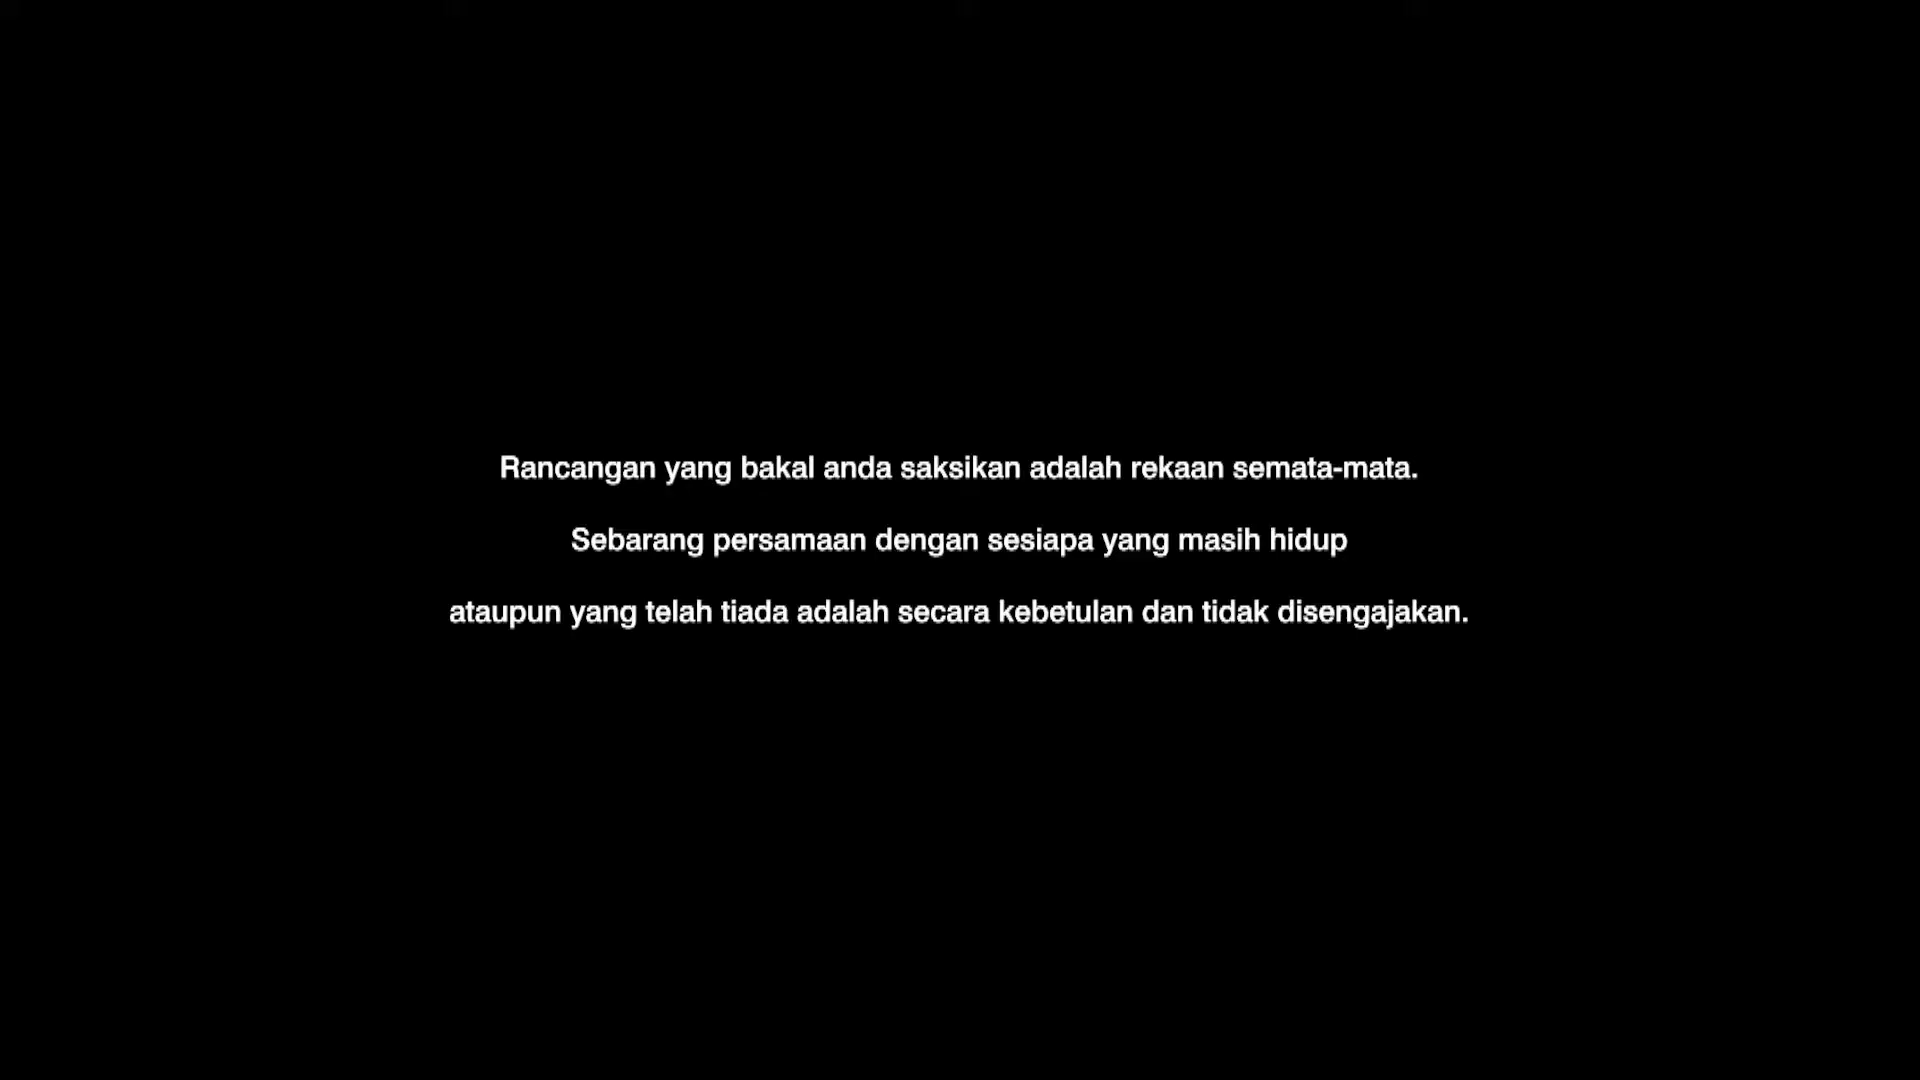 Rancangan yang bakal anda saksikan adalah rekaan semata-mata.
Sebarang persamaan dengan sesiapa yang masih hidup
ataupun yang telah tiada adalah secara kebetulan dan tidak disengajakan.